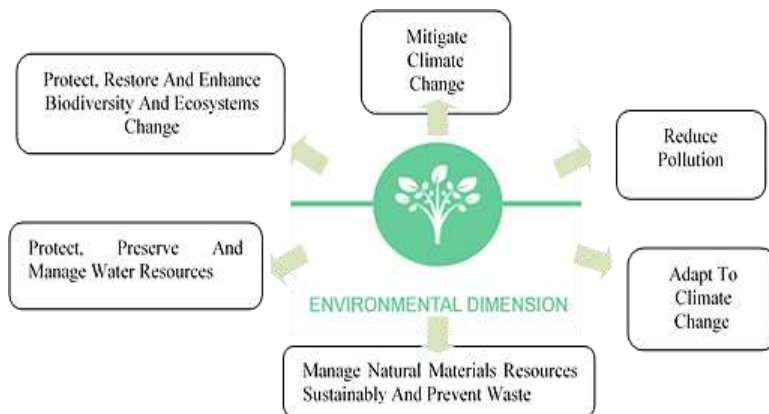 Mitigate
Climate
Change
Protect, Restore And Enhance
Biodiversity And Ecosystems
Change
Reduce
Pollution
Protect, Preserve And
Manage Water Resources
Adapt To
Climate
Change
ENVIRONMENTAL DIMENSION
Manage Natural Materials Resources
Sustainably And Prevent Waste